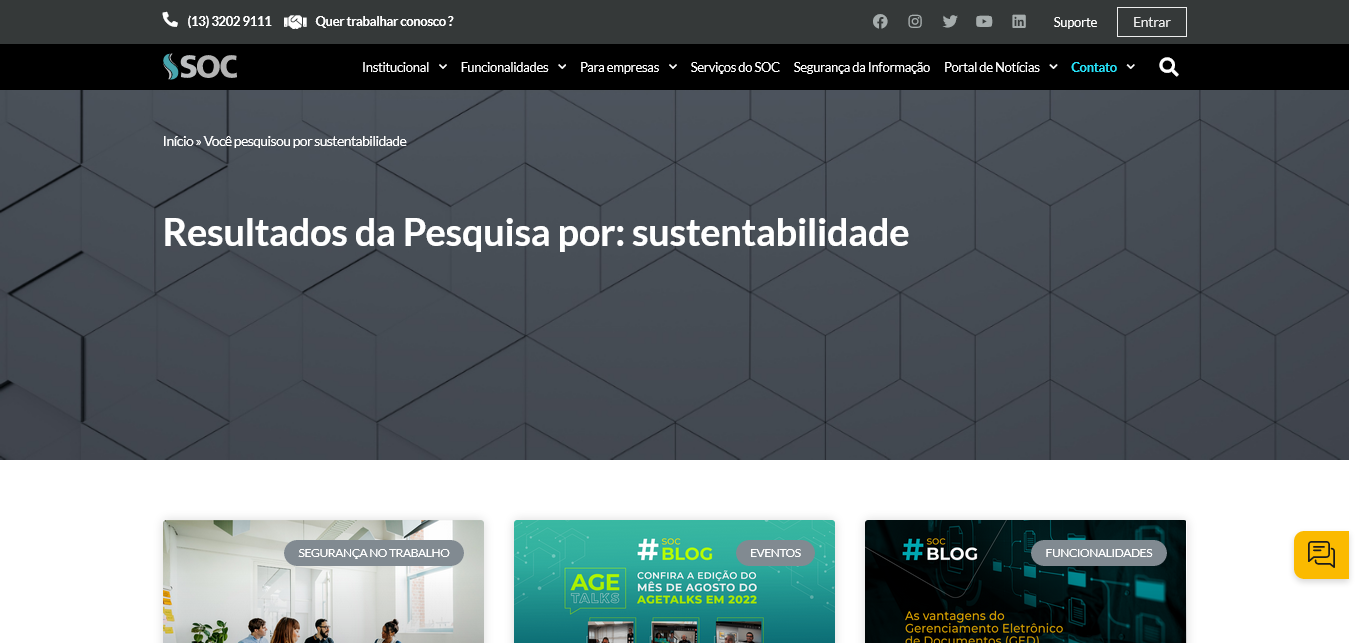 (13) 3202 9111 Quer trabalhar conosco ? Suporte Entrar
SOC Institucional Funcionalidades Para empresas Serviços do SOC Segurança da Informação Portal de Notícias Contato
Início » Você pesquisou por sustentabilidade
Resultados da Pesquisa por: sustentabilidade
SEGURANÇA NO TRABALHO
#SOC
BLOG
EVENTOS
AGE
TALKS
CONFIRA A EDIÇÃO DO
MÊS DE AGOSTO DO
AGETALKS EM 2022
#SOC
BLOG
FUNCIONALIDADES
As vantagens do
Gerenciamento Eletrônico
de Documentos (GED)